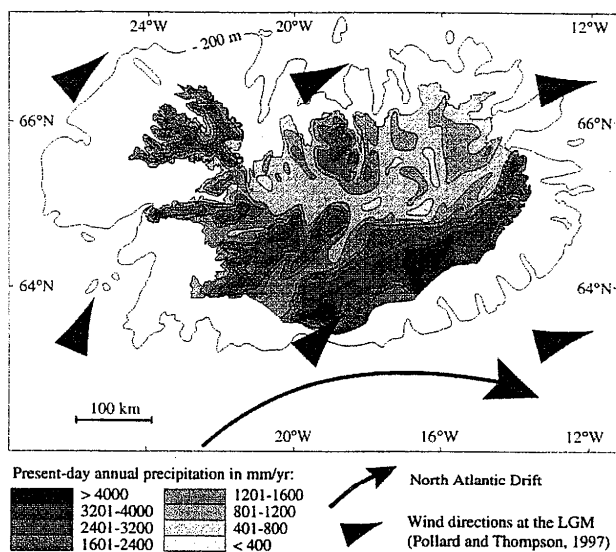 24°W 20°W 12°W
- 200 m
66°N 66°N
64°N 64°N
100 km
20°W 16°W 12°W
Present-day annual precipitation in mm/yr:
> 4000 1201-1600
3201-4000 801-1200
2401-3200 401-800
1601-2400 < 400
North Atlantic Drift
Wind directions at the LGM
(Pollard and Thompson, 1997)